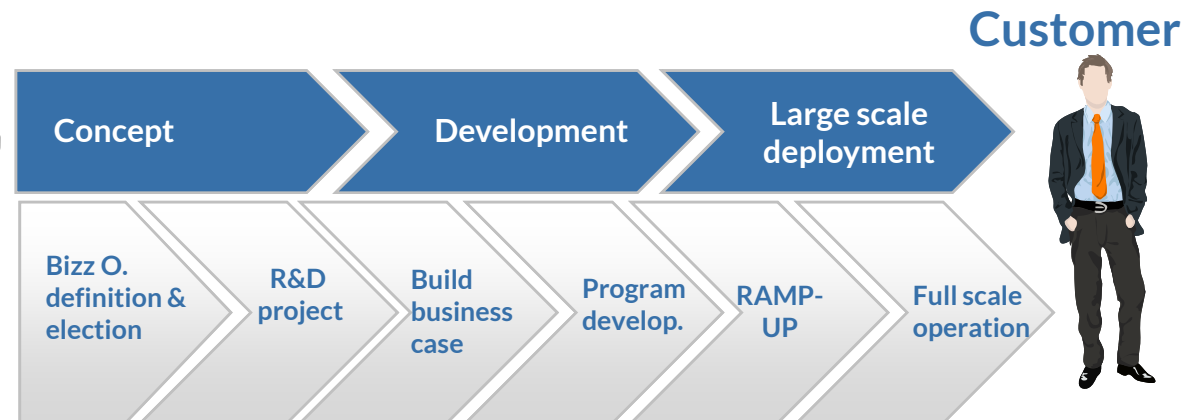 Customer
Concept
Development
Large scale
deployment
Bizz O.
definition &
election
R&D
project
Build
business
case
Program
develop.
RAMP-
UP
Full scale
operation